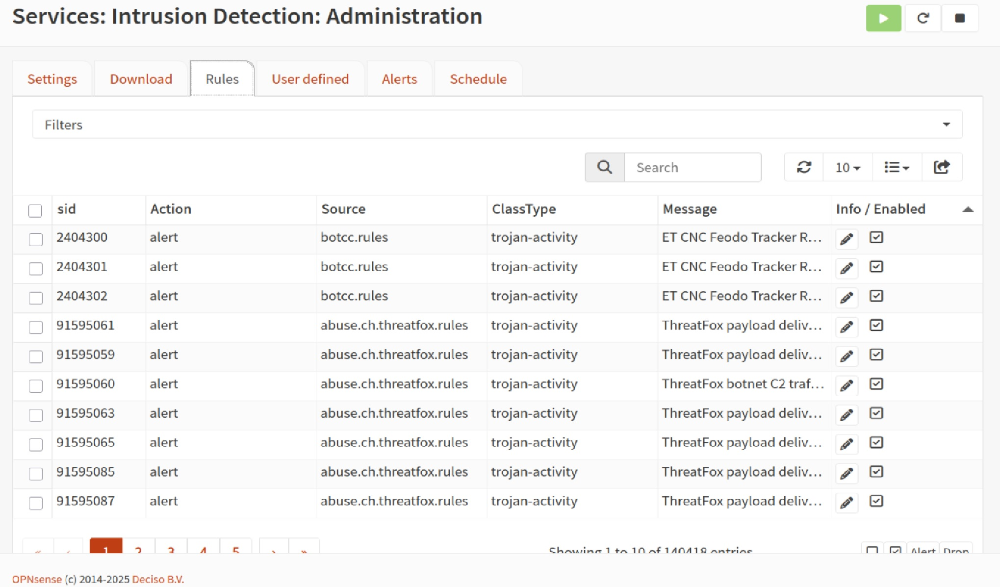 Services: Intrusion Detection: Administration
Settings Download Rules User defined Alerts Schedule
Filters
Search 10
sid Action Source ClassType Message Info / Enabled
2404300 alert botcc.rules trojan-activity ET CNC Feodo Tracker R...
2404301 alert botcc.rules trojan-activity ET CNC Feodo Tracker R...
2404302 alert botcc.rules trojan-activity ET CNC Feodo Tracker R...
91595061 alert abuse.ch.threatfox.rules trojan-activity ThreatFox payload deliv...
91595059 alert abuse.ch.threatfox.rules trojan-activity ThreatFox payload deliv...
91595060 alert abuse.ch.threatfox.rules trojan-activity ThreatFox botnet C2 traf...
91595063 alert abuse.ch.threatfox.rules trojan-activity ThreatFox payload deliv...
91595065 alert abuse.ch.threatfox.rules trojan-activity ThreatFox payload deliv...
91595085 alert abuse.ch.threatfox.rules trojan-activity ThreatFox payload deliv...
91595087 alert abuse.ch.threatfox.rules trojan-activity ThreatFox payload deliv...
« ‹ 1 2 3 4 5 › » Showing 1 to 10 of 140418 entries Alert Drop
OPNsense (c) 2014-2025 Deciso B.V.